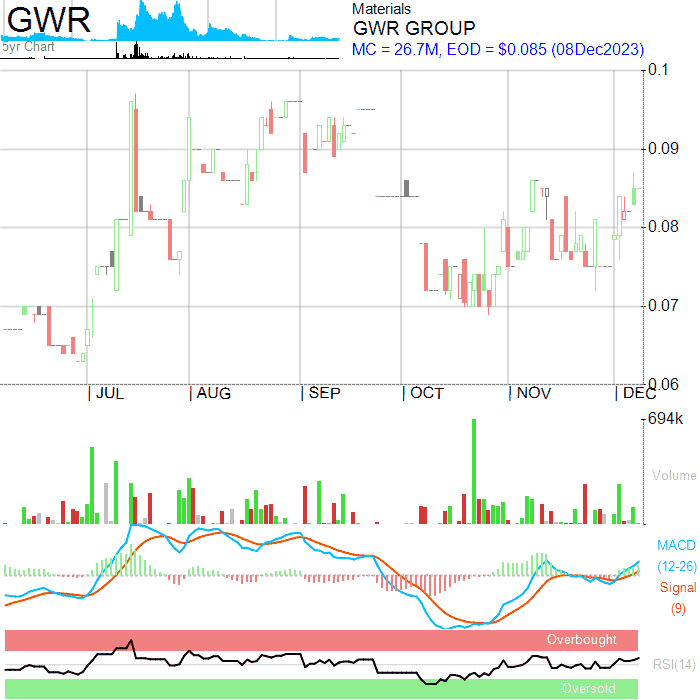 GWR
5yr Chart
Materials
GWR GROUP
MC = 26.7M, EOD = $0.085 (08Dec2023)
0.1
0.09
0.08
0.07
0.06
| JUL | AUG | SEP | OCT | NOV | DEC
694k
Volume
MACD
(12-26)
Signal
(9)
Overbought
RSI(14)
Oversold